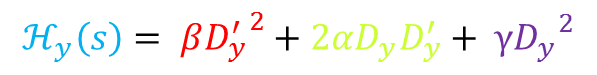 ℋ_y(s) = βD′_y² + 2αD_yD′_y + γD_y²